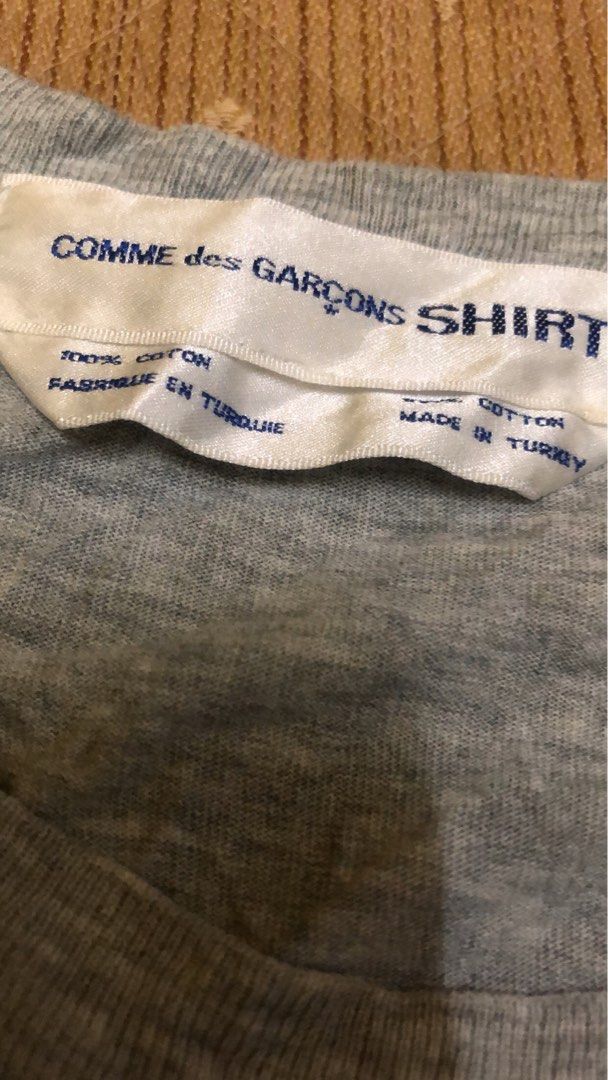 COMME des GARÇONS SHIRT
*
100% COTTON
FABRIQUE EN TURQUIE
COTTON
MADE IN TURKEY